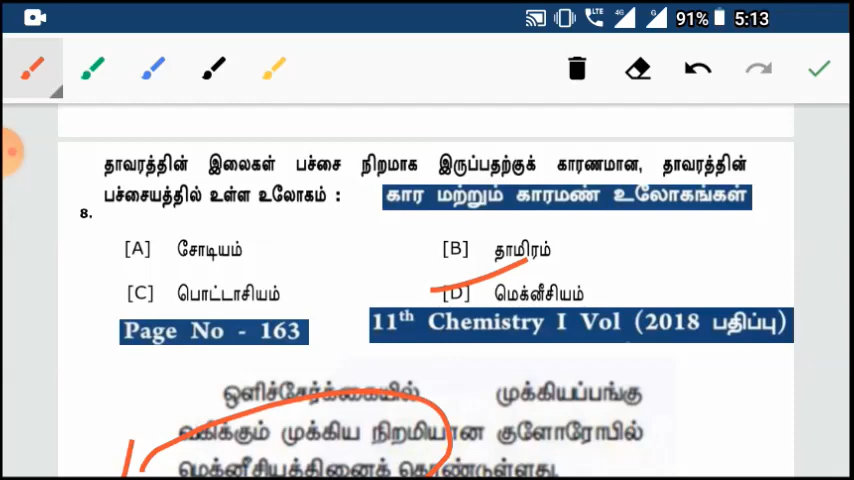 LTE 4G G 91% 5:13
தாவரத்தின் இலைகள் பச்சை நிறமாக இருப்பதற்குக் காரணமான, தாவரத்தின்
பச்சையத்தில் உள்ள உலோகம் : கார மற்றும் காரமண் உலோகங்கள்
8.
[A] சோடியம் [B] தாமிரம்
[C] பொட்டாசியம் [D] மெக்னீசியம்
Page No - 163 11th Chemistry I Vol (2018 பதிப்பு)
ஒளிச்சேர்க்கையில் முக்கியப்பங்கு
வகிக்கும் முக்கிய நிறமியான குளோரோபில்
மெக்னீசியத்தினைக் கொண்டுள்ளது.